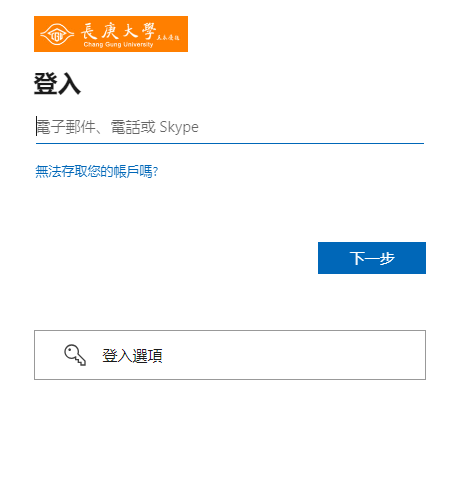 長庚大學
Chang Gung University
登入
電子郵件、電話或 Skype
無法存取您的帳戶嗎?
下一步
登入選項